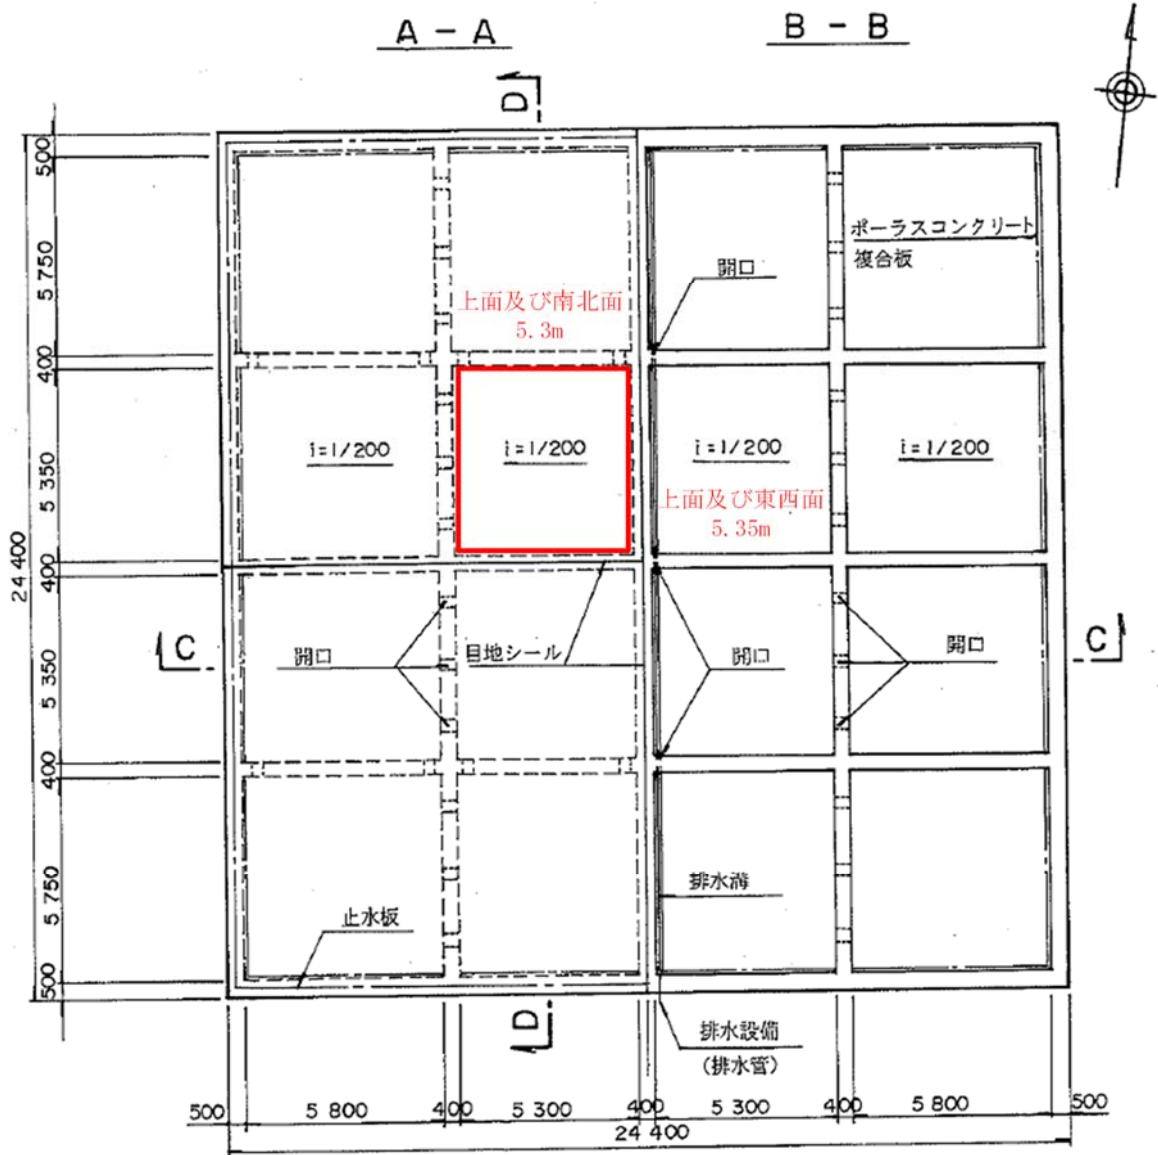 A - A
B - B
D
500
5 750
400
5 350
400
5 350
400
5 750
500
24 400
上面及び南北面
5.3m
開口
ポーラスコンクリート
複合板
i=1/200
i=1/200
i=1/200
i=1/200
上面及び東西面
5.35m
C
開口
目地シール
開口
開口
C
止水板
排水溝
D
排水設備
(排水管)
500
5 800
400
5 300
400
5 300
400
5 800
500
24 400